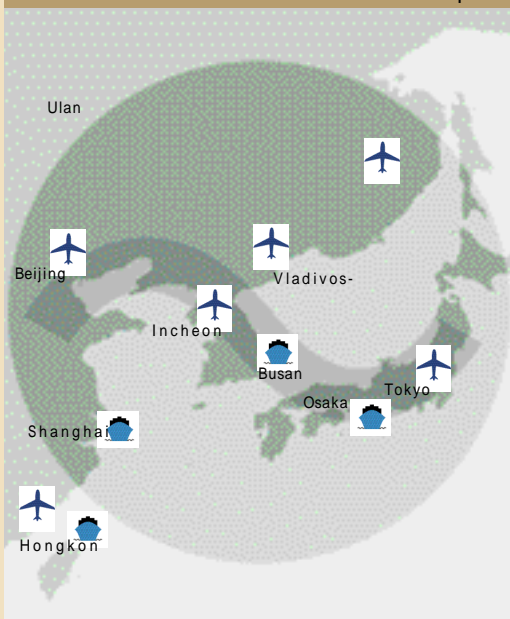 Ulan
Beijing
Vladivos-
Incheon
Busan
Tokyo
Osaka
Shanghai
Hongkon